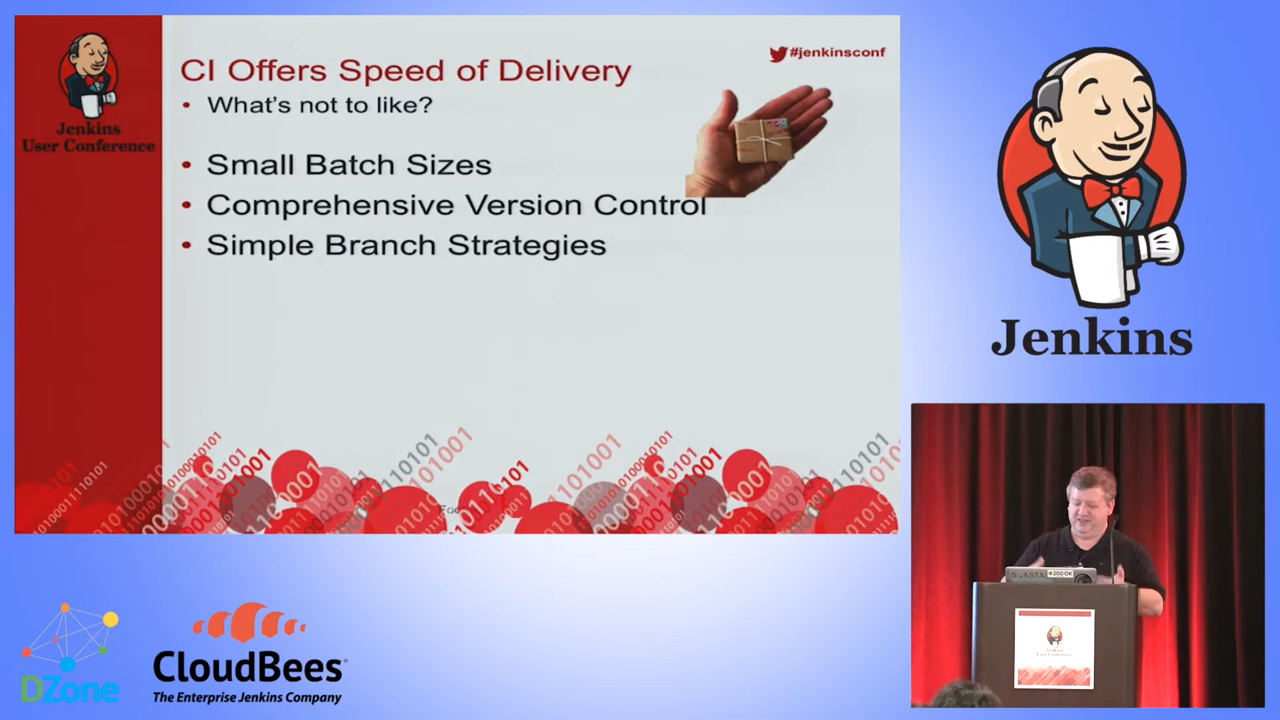 Jenkins
User Conference
#jenkinsconf
CI Offers Speed of Delivery
• What's not to like?
• Small Batch Sizes
• Comprehensive Version Control
• Simple Branch Strategies
Jenkins
DZone
CloudBees
The Enterprise Jenkins Company